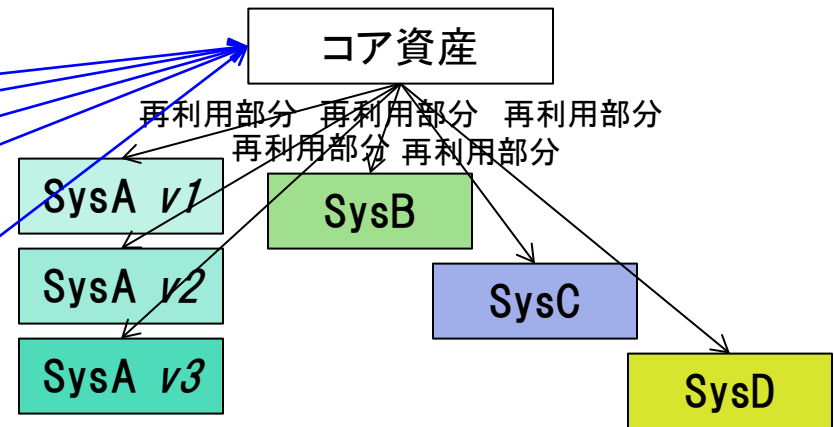 コア資産
再利用部分 再利用部分 再利用部分
再利用部分 再利用部分
SysA v1
SysB
SysA v2
SysC
SysA v3
SysD